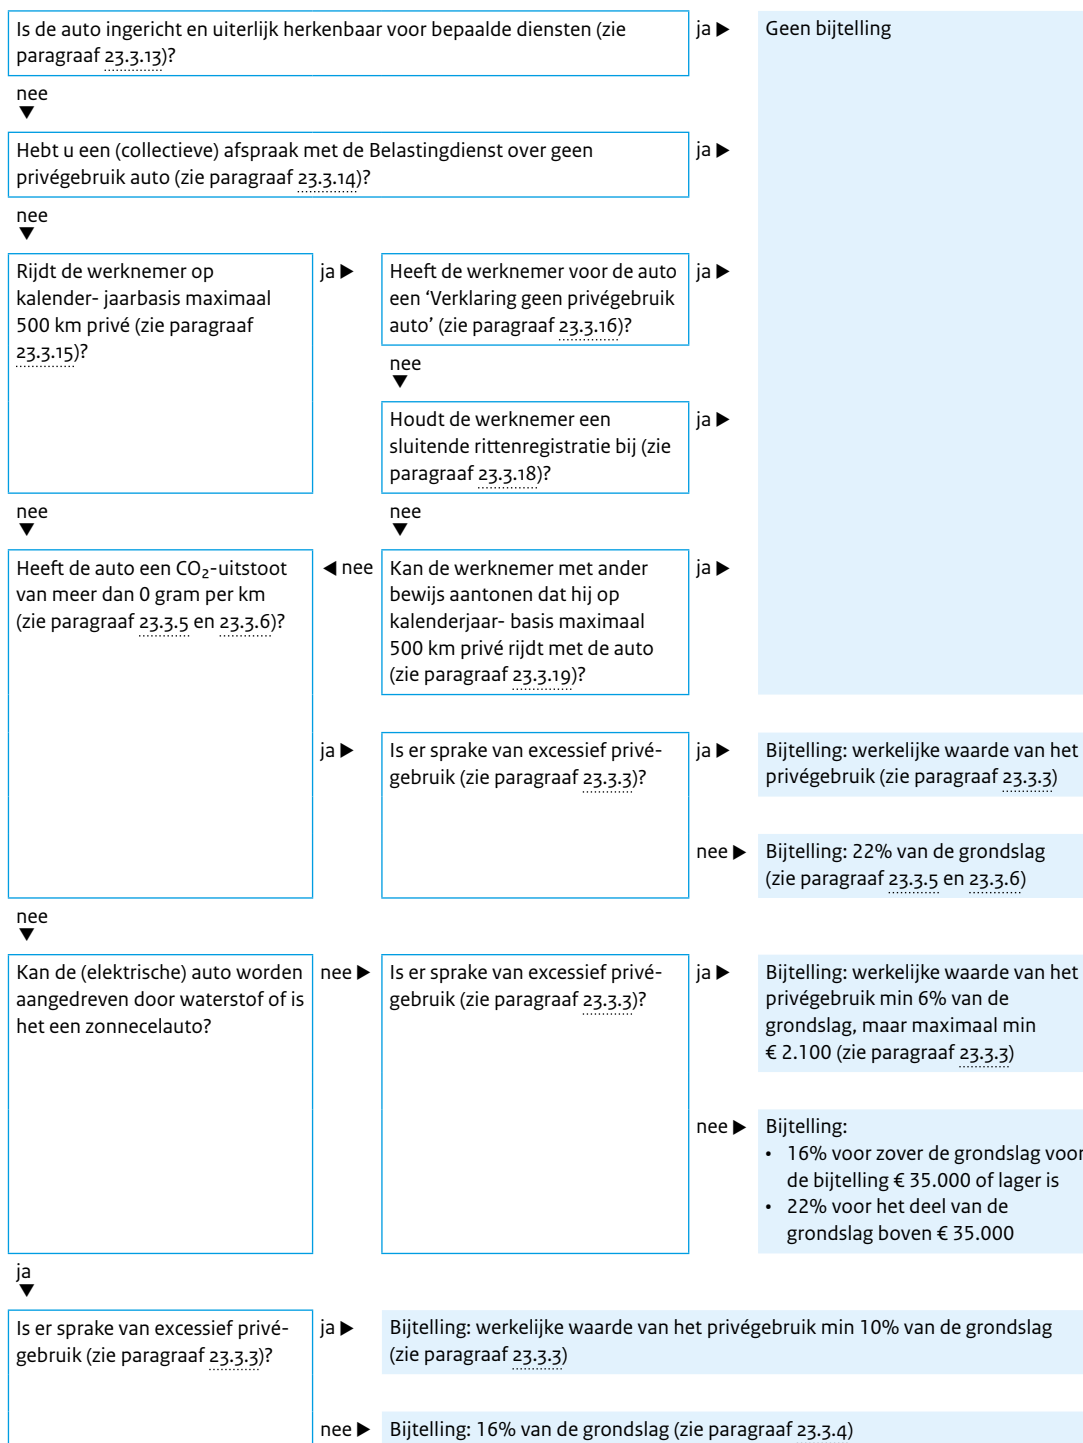 Is de auto ingericht en uiterlijk herkenbaar voor bepaalde diensten (zie
paragraaf 23.3.13)?
ja ▶
Geen bijtelling
nee
▼
Hebt u een (collectieve) afspraak met de Belastingdienst over geen
privégebruik auto (zie paragraaf 23.3.14)?
ja ▶
nee
▼
Rijdt de werknemer op
kalender- jaarbasis maximaal
500 km privé (zie paragraaf
23.3.15)?
ja ▶
Heeft de werknemer voor de auto
een ‘Verklaring geen privégebruik
auto’ (zie paragraaf 23.3.16)?
ja ▶
nee
▼
Houdt de werknemer een
sluitende rittenregistratie bij (zie
paragraaf 23.3.18)?
ja ▶
nee
▼
nee
▼
Heeft de auto een CO₂-uitstoot
van meer dan 0 gram per km
(zie paragraaf 23.3.5 en 23.3.6)?
◀ nee
Kan de werknemer met ander
bewijs aantonen dat hij op
kalenderjaar- basis maximaal
500 km privé rijdt met de auto
(zie paragraaf 23.3.19)?
ja ▶
ja ▶
Is er sprake van excessief privé-
gebruik (zie paragraaf 23.3.3)?
ja ▶
Bijtelling: werkelijke waarde van het
privégebruik (zie paragraaf 23.3.3)
nee ▶
Bijtelling: 22% van de grondslag
(zie paragraaf 23.3.5 en 23.3.6)
nee
▼
Kan de (elektrische) auto worden
aangedreven door waterstof of is
het een zonnecelauto?
nee ▶
Is er sprake van excessief privé-
gebruik (zie paragraaf 23.3.3)?
ja ▶
Bijtelling: werkelijke waarde van het
privégebruik min 6% van de
grondslag, maar maximaal min
€ 2.100 (zie paragraaf 23.3.3)
nee ▶
Bijtelling:
• 16% voor zover de grondslag voor
de bijtelling € 35.000 of lager is
• 22% voor het deel van de
grondslag boven € 35.000
ja
▼
Is er sprake van excessief privé-
gebruik (zie paragraaf 23.3.3)?
ja ▶
Bijtelling: werkelijke waarde van het privégebruik min 10% van de grondslag
(zie paragraaf 23.3.3)
nee ▶
Bijtelling: 16% van de grondslag (zie paragraaf 23.3.4)